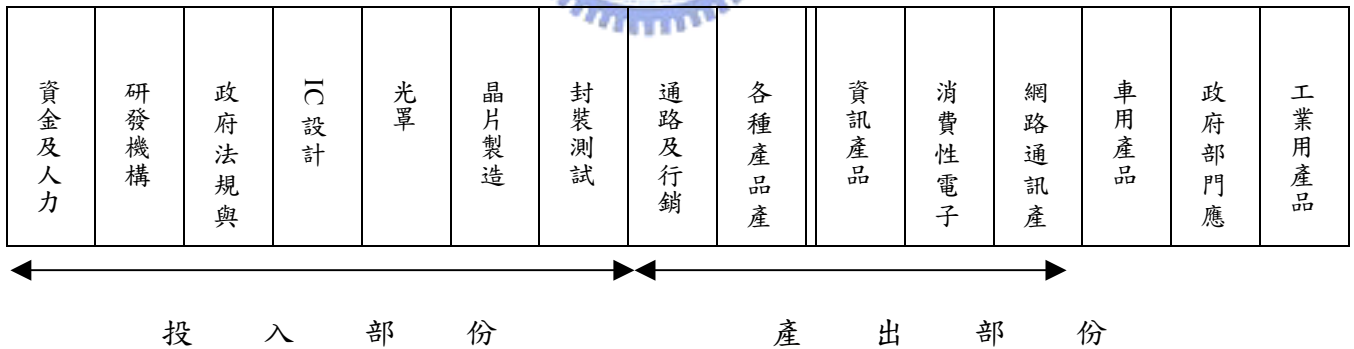 資金及人力
研發機構
政府法規與
IC設計
光罩
晶片製造
封裝測試
通路及行銷
各種產品產
資訊產品
消費性電子
網路通訊產
車用產品
政府部門應
工業用產品
投入部份
產出部份